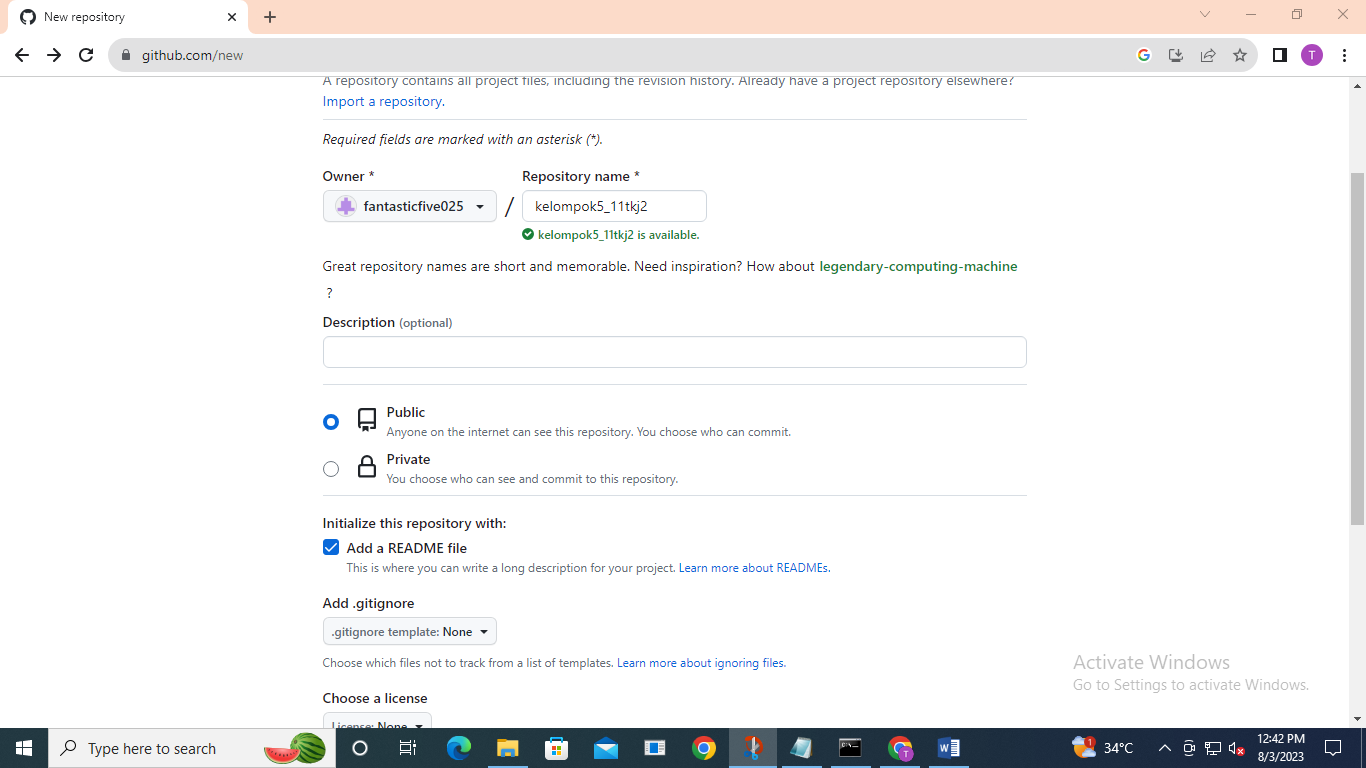 New repository
github.com/new
T
A repository contains all project files, including the revision history. Already have a project repository elsewhere?
Import a repository.
Required fields are marked with an asterisk (*).
Owner *
Repository name *
fantasticfive025
/
kelompok5_11tkj2
kelompok5_11tkj2 is available.
Great repository names are short and memorable. Need inspiration? How about legendary-computing-machine
?
Description (optional)
Public
Anyone on the internet can see this repository. You choose who can commit.
Private
You choose who can see and commit to this repository.
Initialize this repository with:
Add a README file
This is where you can write a long description for your project. Learn more about READMEs.
Add .gitignore
.gitignore template: None
Choose which files not to track from a list of templates. Learn more about ignoring files.
Choose a license
License: None
Activate Windows
Go to Settings to activate Windows.
Type here to search
T
1
34°C
12:42 PM
8/3/2023